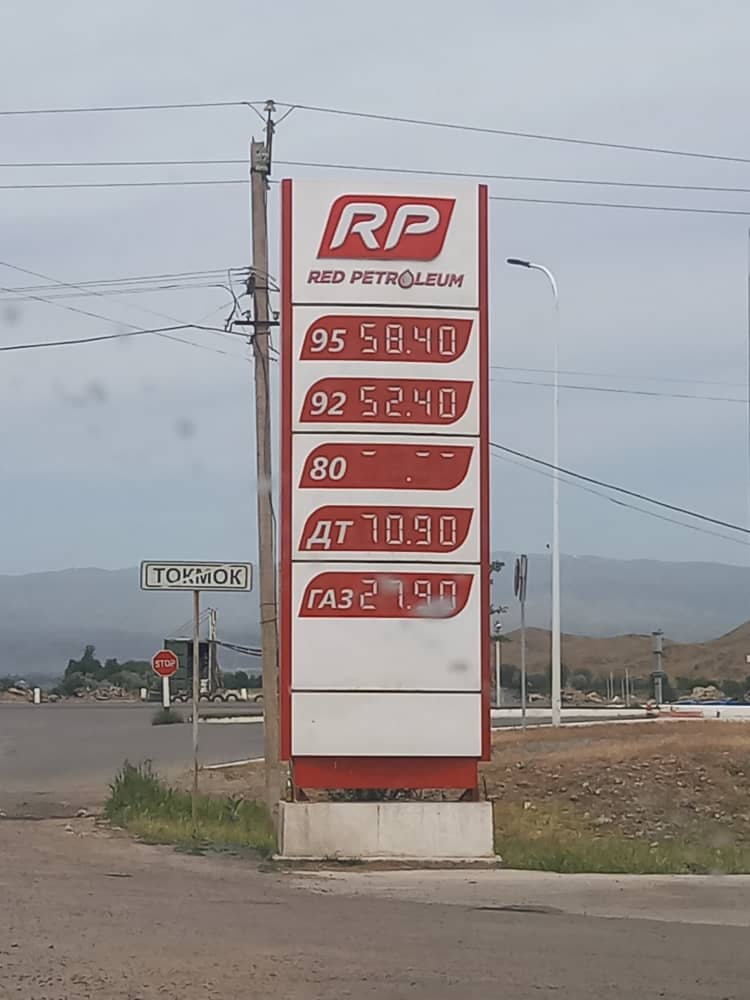 RP
RED PETROLEUM
95 58.40
92 52.40
80 - .--
ДТ 70.90
ГАЗ 27.90
ТОКМОК
STOP